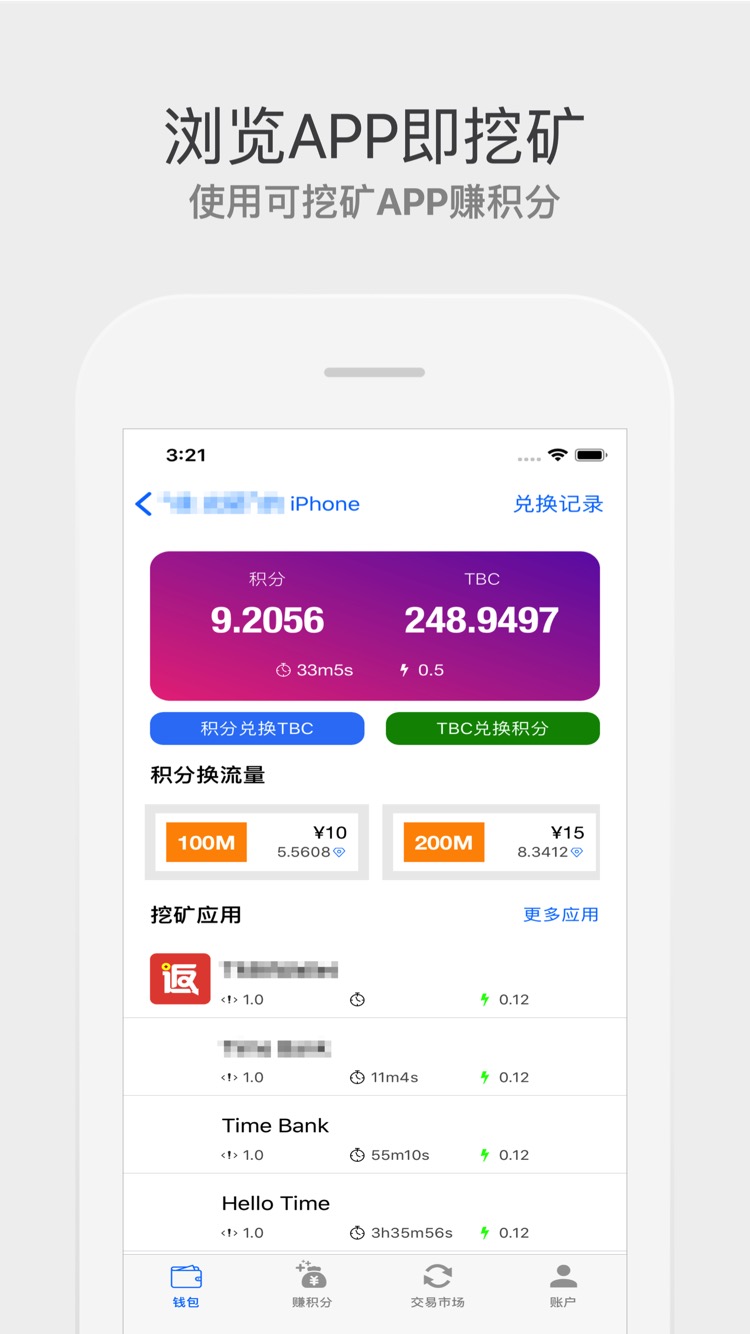 浏览APP即挖矿
使用可挖矿APP赚积分
3:21
iPhone
兑换记录
积分
TBC
9.2056
248.9497
33m5s
0.5
积分兑换TBC
TBC兑换积分
积分换流量
100M
¥10
5.5608
200M
¥15
8.3412
挖矿应用
更多应用
返
1.0
0.12
1.0
11m4s
0.12
Time Bank
1.0
55m10s
0.12
Hello Time
1.0
3h35m56s
0.12
钱包
赚积分
交易市场
账户